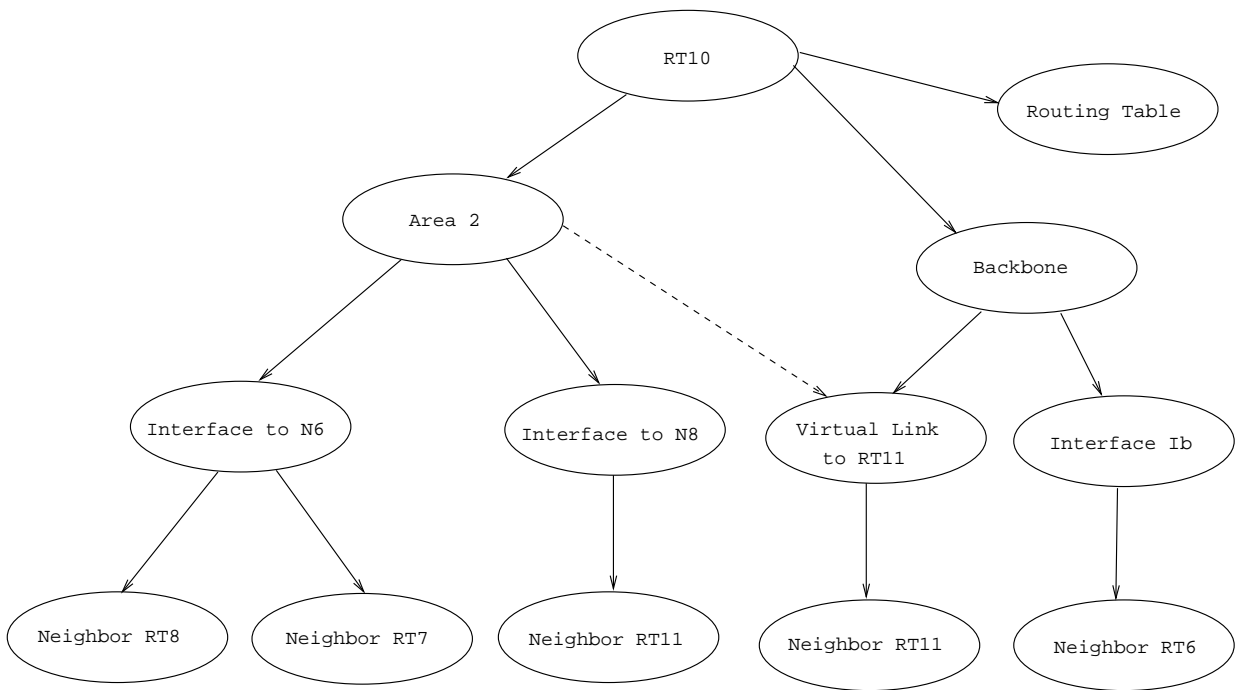 RT10
Routing Table
Area 2
Backbone
Interface to N6
Interface to N8
Virtual Link
to RT11
Interface Ib
Neighbor RT8
Neighbor RT7
Neighbor RT11
Neighbor RT11
Neighbor RT6